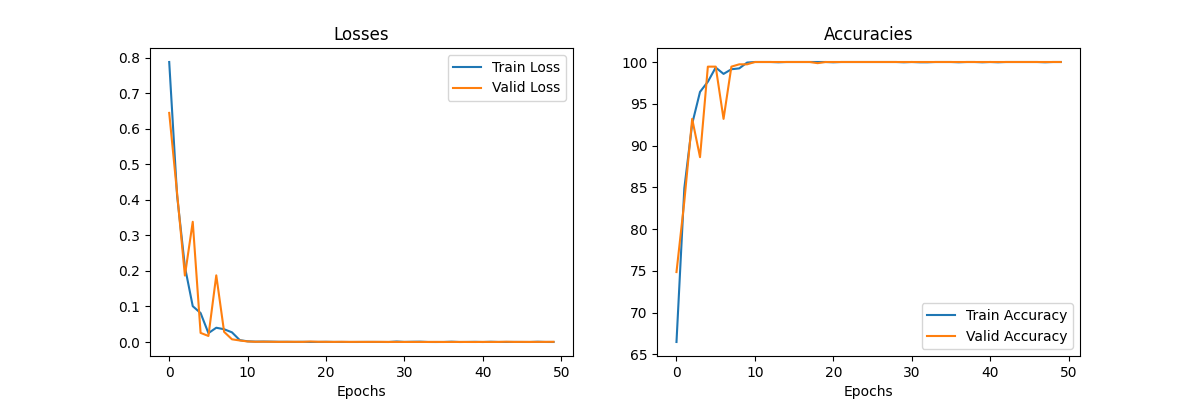 Losses
0.8
0.7
0.6
0.5
0.4
0.3
0.2
0.1
0.0
0 10 20 30 40 50
Epochs
Train Loss
Valid Loss
Accuracies
100
95
90
85
80
75
70
65
0 10 20 30 40 50
Epochs
Train Accuracy
Valid Accuracy